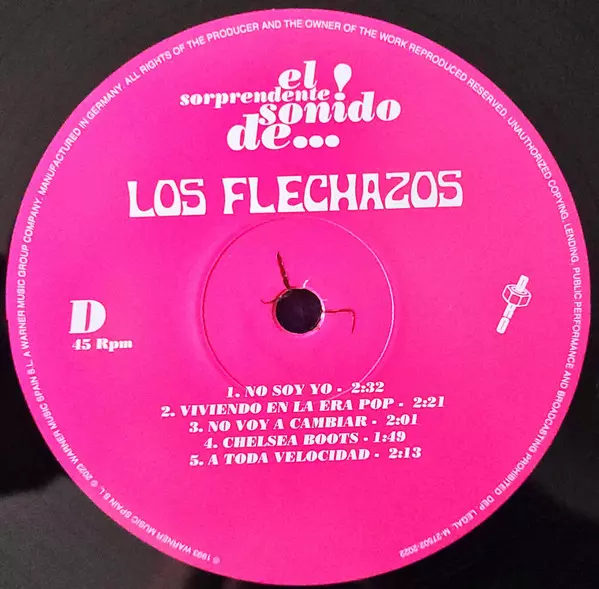 el
sorprendente
sonido
de...
LOS FLECHAZOS
D
45 Rpm
1. NO SOY YO - 2:32
2. VIVIENDO EN LA ERA POP - 2:21
3. NO VOY A CAMBIAR - 2:01
4. CHELSEA BOOTS - 1:49
5. A TODA VELOCIDAD - 2:13
℗ 1993 WARNER MUSIC SPAIN S.L. © 2023 WARNER MUSIC SPAIN S.L. A WARNER MUSIC GROUP COMPANY. MANUFACTURED IN GERMANY. ALL RIGHTS OF THE PRODUCER AND THE OWNER OF THE WORK REPRODUCED RESERVED. UNAUTHORIZED COPYING, LENDING, PUBLIC PERFORMANCE AND BROADCASTING PROHIBITED. DEP. LEGAL: M-27502-2023